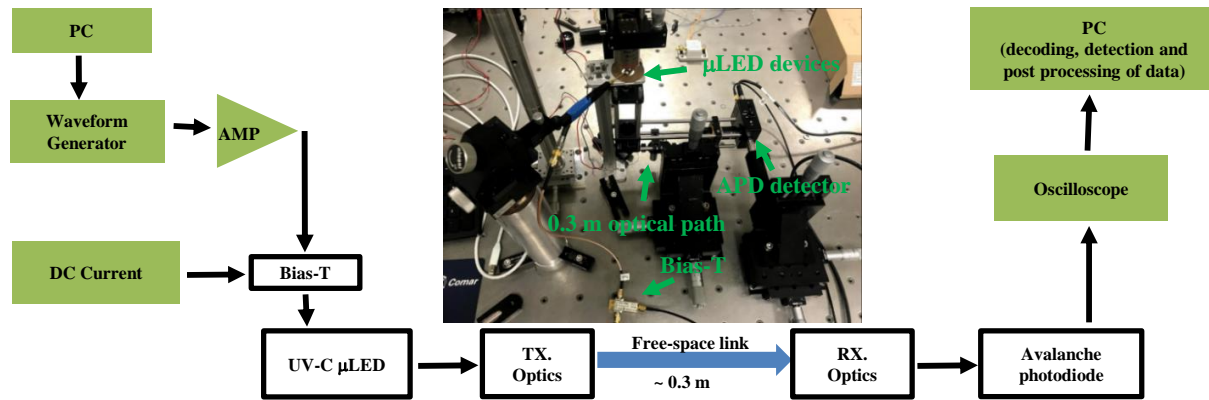 PC
Waveform
Generator
AMP
DC Current
Bias-T
UV-C μLED
TX.
Optics
Free-space link
~ 0.3 m
RX.
Optics
Avalanche
photodiode
Oscilloscope
PC
(decoding, detection and
post processing of data)
μLED devices
APD detector
0.3 m optical path
Bias-T
Comar